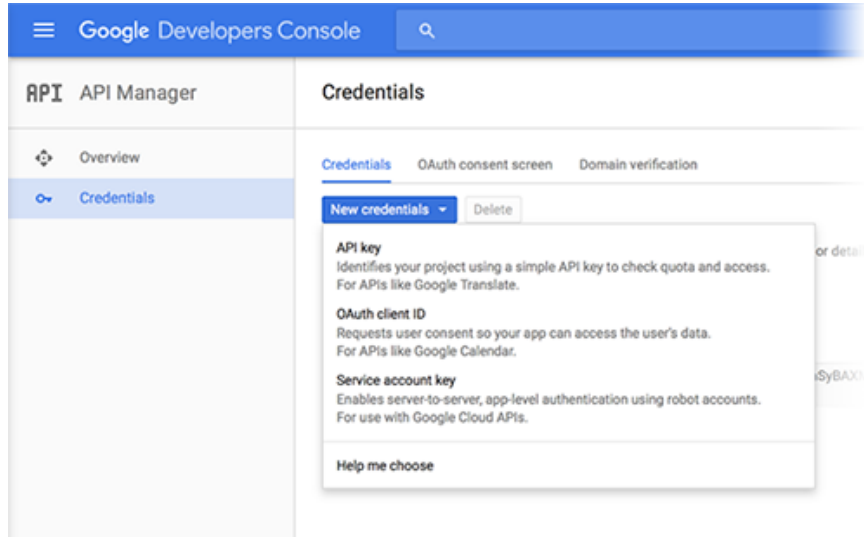 Google Developers Console
API API Manager
Credentials
Overview
Credentials
Credentials OAuth consent screen Domain verification
New credentials Delete
API key
Identifies your project using a simple API key to check quota and access.
For APIs like Google Translate.
OAuth client ID
Requests user consent so your app can access the user's data.
For APIs like Google Calendar.
Service account key
Enables server-to-server, app-level authentication using robot accounts.
For use with Google Cloud APIs.
Help me choose
or